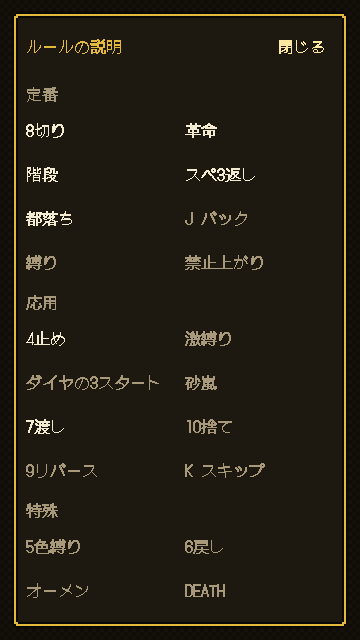 ルールの説明 閉じる
定番
8切り 革命
階段 スペ3返し
都落ち J バック
縛り 禁止上がり
応用
4止め 激縛り
ダイヤの3スタート 砂嵐
7渡し 10捨て
9リバース K スキップ
特殊
5色縛り 6戻し
オーメン DEATH